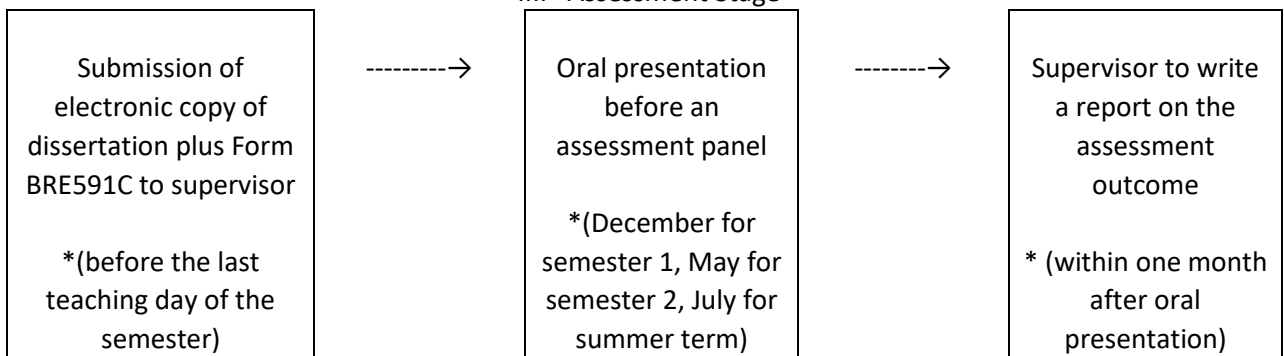 Assessment Stage
Submission of
electronic copy of
dissertation plus Form
BRE591C to supervisor
*(before the last
teaching day of the
semester)
---------→
Oral presentation
before an
assessment panel
*(December for
semester 1, May for
semester 2, July for
summer term)
--------→
Supervisor to write
a report on the
assessment
outcome
* (within one month
after oral
presentation)